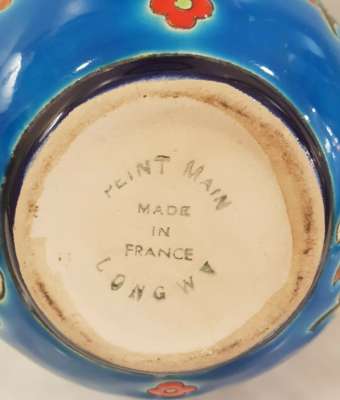 PEINT MAIN
MADE
IN
FRANCE
LONGWY